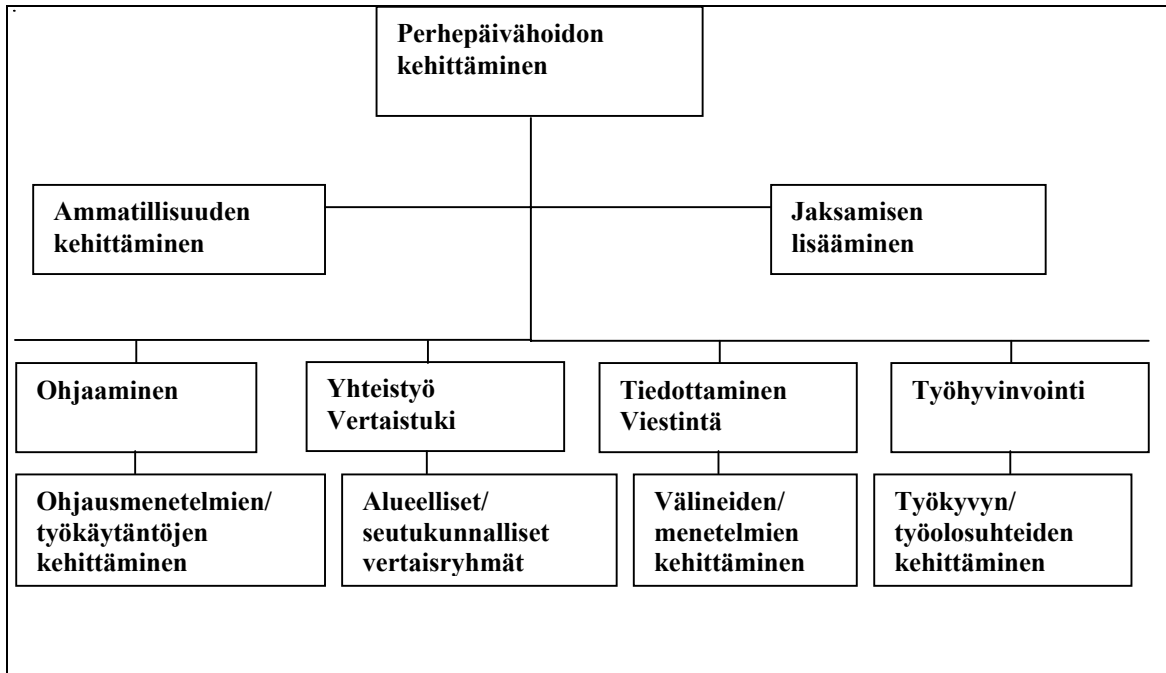 Perhepäivähoidon
kehittäminen
Ammatillisuuden
kehittäminen
Jaksamisen
lisääminen
Ohjaaminen
Yhteistyö
Vertaistuki
Tiedottaminen
Viestintä
Työhyvinvointi
Ohjausmenetelmien/
työkäytäntöjen
kehittäminen
Alueelliset/
seutukunnalliset
vertaisryhmät
Välineiden/
menetelmien
kehittäminen
Työkyvyn/
työolosuhteiden
kehittäminen